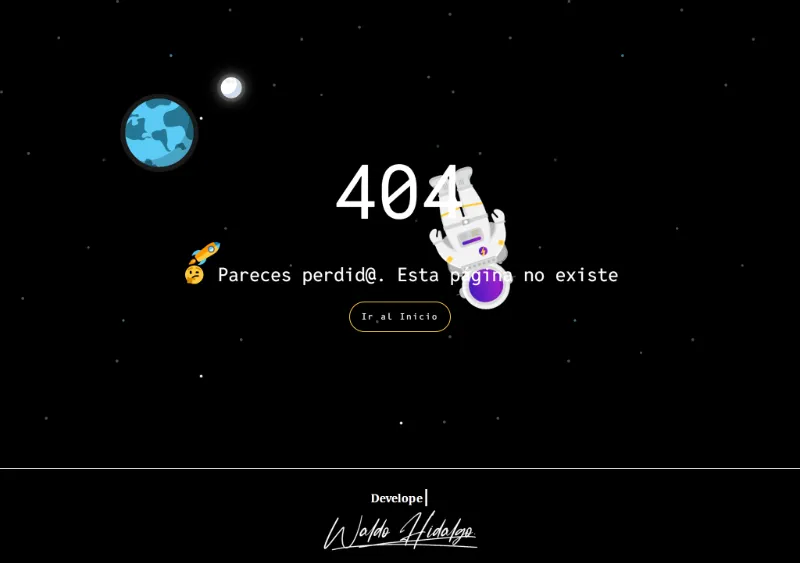 404
🤔 Pareces perdid@. Esta página no existe
Ir al Inicio
Develope
Waldo Hidalgo